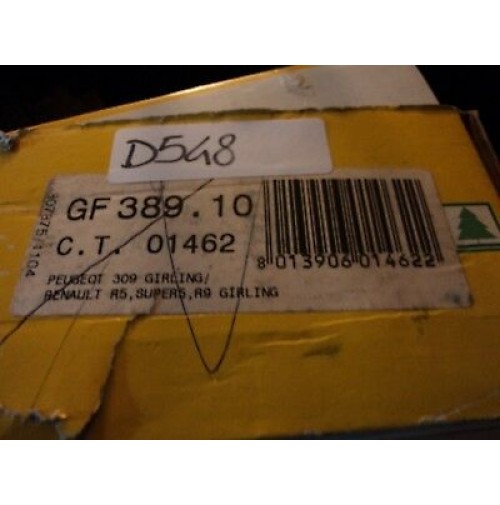 D548
GF 389.10
C.T. 01462
PEUGEOT 309 GIRLING/
RENAULT R5,SUPER5,R9 GIRLING
8 013906 014622